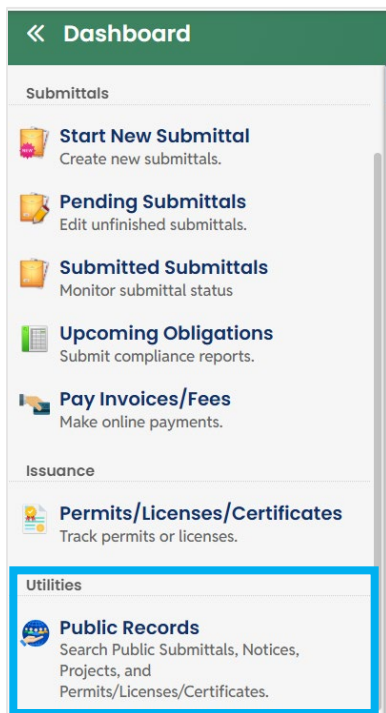 « Dashboard
Submittals
Start New Submittal
Create new submittals.
Pending Submittals
Edit unfinished submittals.
Submitted Submittals
Monitor submittal status
Upcoming Obligations
Submit compliance reports.
Pay Invoices/Fees
Make online payments.
Issuance
Permits/Licenses/Certificates
Track permits or licenses.
Utilities
Public Records
Search Public Submittals, Notices,
Projects, and
Permits/Licenses/Certificates.